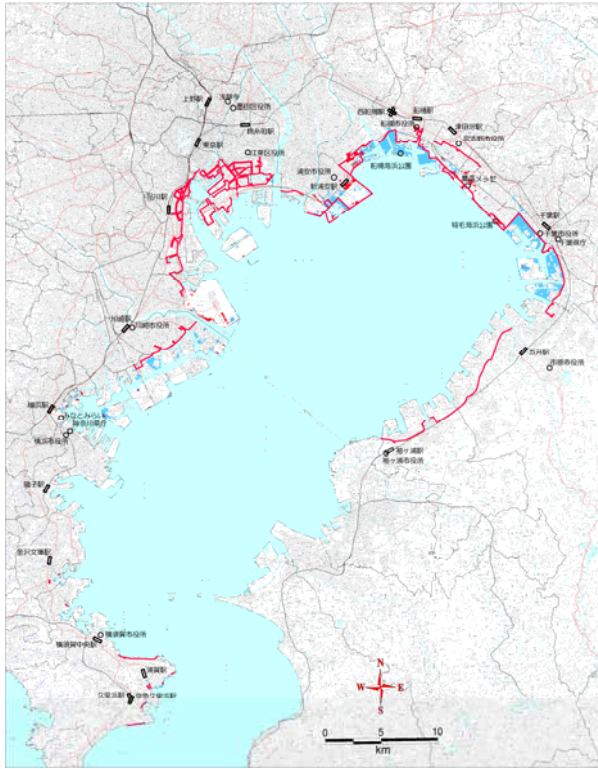 西船橋駅
船橋駅
上野駅
浅草寺
墨田区役所
船橋市役所
津田沼駅
習志野市役所
錦糸町駅
東京駅
江東区役所
船橋海浜公園
浦安市役所
新浦安駅
幕張メッセ
品川駅
稲毛海浜公園
千葉駅
千葉市役所
千葉県庁
川崎駅
川崎市役所
五井駅
市原市役所
横浜駅
みなとみらい
神奈川県庁
横浜市役所
袖ヶ浦駅
袖ヶ浦市役所
磯子駅
金沢文庫駅
横須賀市役所
横須賀中央駅
浦賀駅
久里浜駅
京急久里浜駅
N
W E
S
0 5 10
km